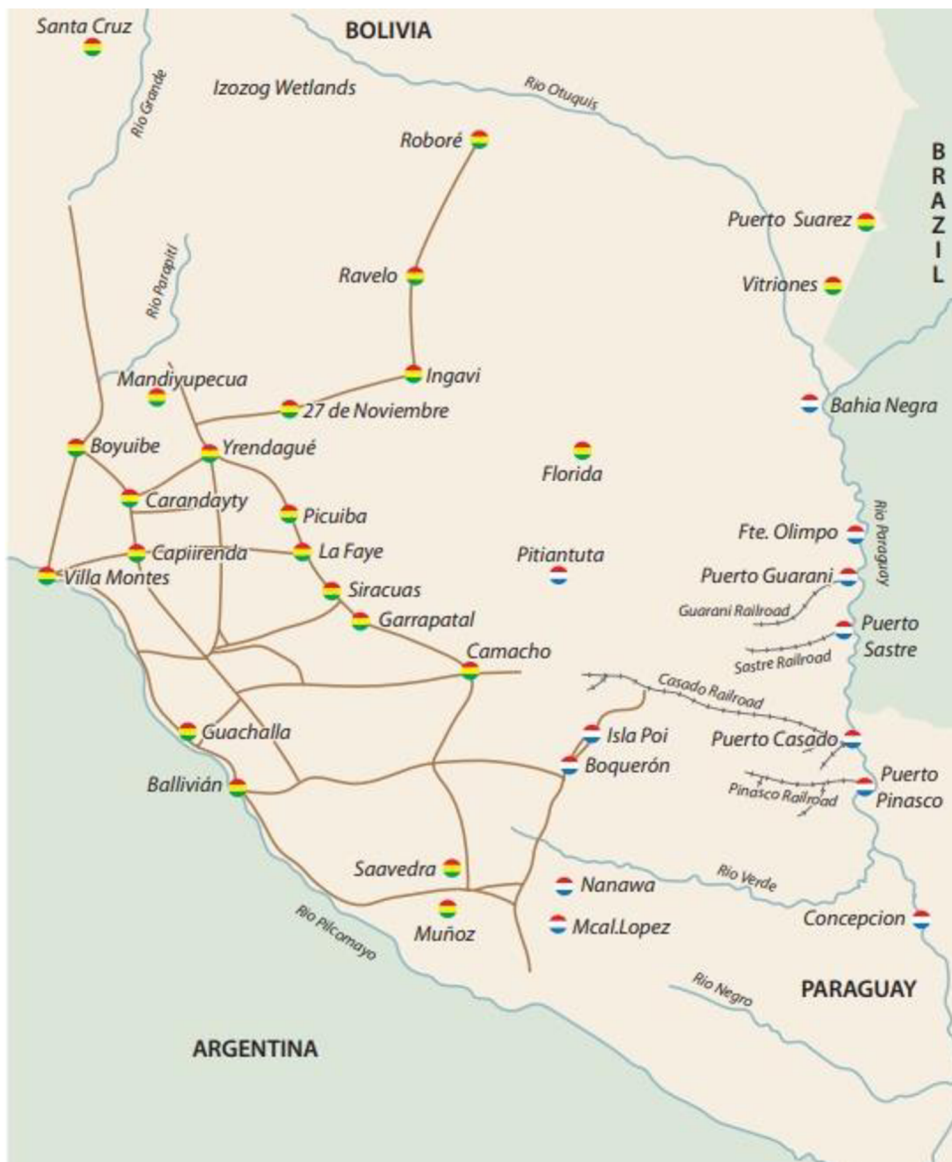 Santa Cruz
BOLIVIA
Rio Grande
Izozog Wetlands
Rio Otuquis
Roboré
BRAZIL
Puerto Suarez
Rio Parapiti
Ravelo
Vitriones
Mandiyupecua
Ingavi
27 de Noviembre
Bahia Negra
Boyuibe
Yrendagué
Florida
Carandayty
Picuiba
Rio Paraguay
Fte. Olimpo
Capiirenda
La Faye
Pitiantuta
Puerto Guarani
Villa Montes
Siracuas
Guarani Railroad
Garrapatal
Puerto
Sastre
Camacho
Sastre Railroad
Casado Railroad
Guachalla
Isla Poi
Puerto Casado
Boquerón
Ballivián
Puerto
Pinasco
Pinasco Railroad
Saavedra
Nanawa
Rio Verde
Muñoz
Mcal.Lopez
Concepcion
Rio Pilcomayo
Rio Negro
PARAGUAY
ARGENTINA